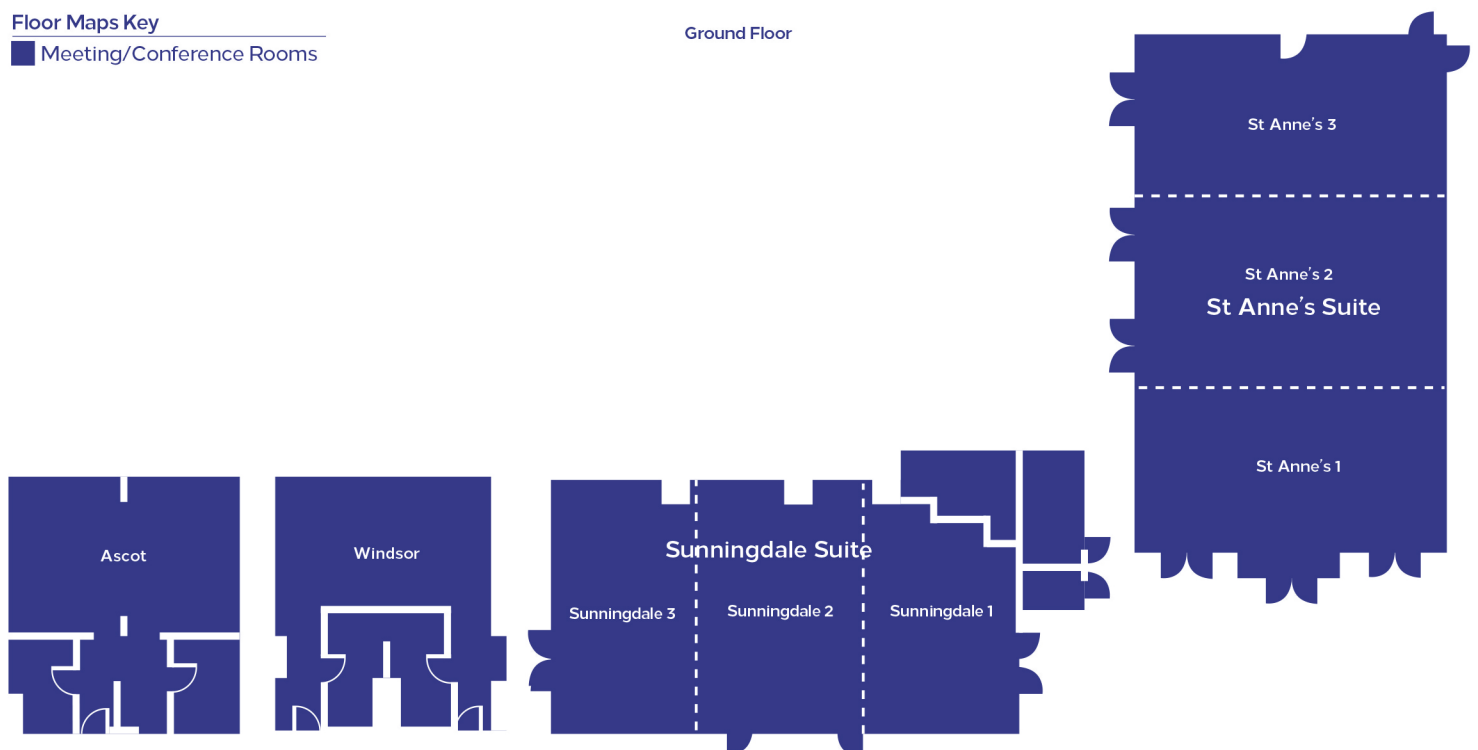 Floor Maps Key
Meeting/Conference Rooms
Ground Floor
St Anne's 3
St Anne's 2
St Anne's Suite
St Anne's 1
Ascot
Windsor
Sunningdale Suite
Sunningdale 3
Sunningdale 2
Sunningdale 1